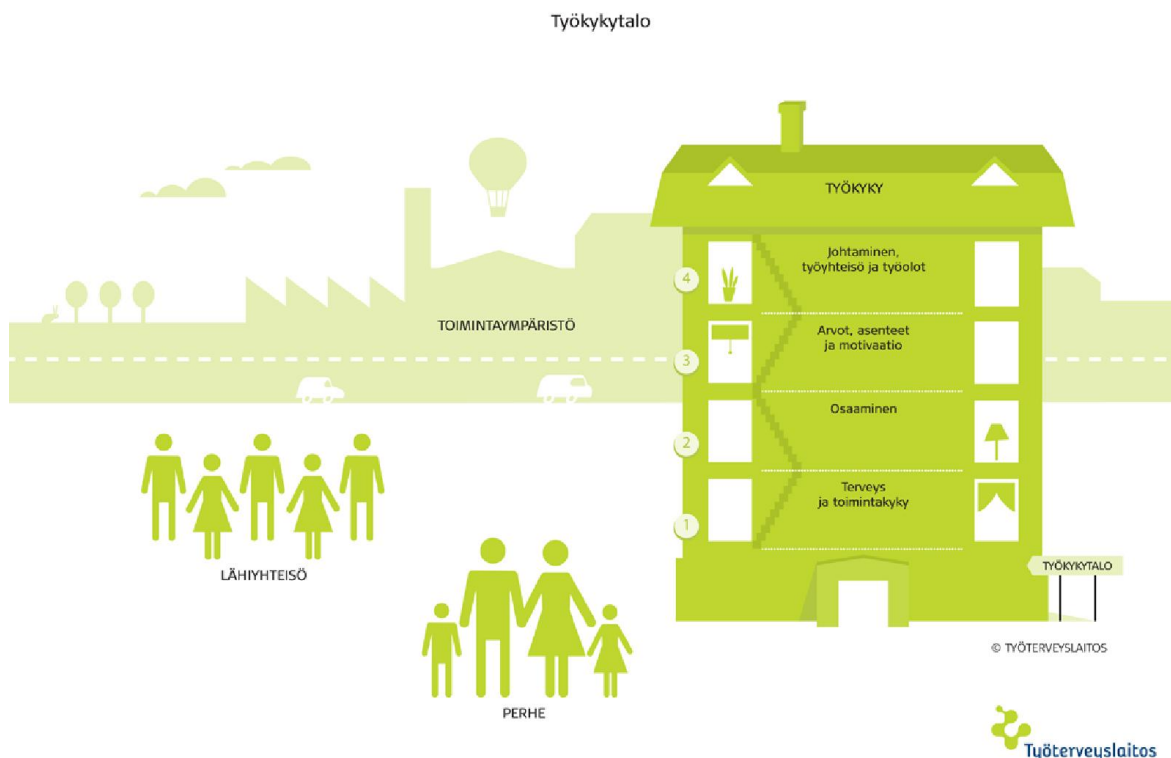 Työkykytalo
TYÖKYKY
Johtaminen,
työyhteisö ja työolot
4
TOIMINTAYMPÄRISTÖ
Arvot, asenteet
ja motivaatio
3
Osaaminen
2
Terveys
ja toimintakyky
1
LÄHIYHTEISÖ
TYÖKYKYTALO
© TYÖTERVEYSLAITOS
PERHE
Työterveyslaitos